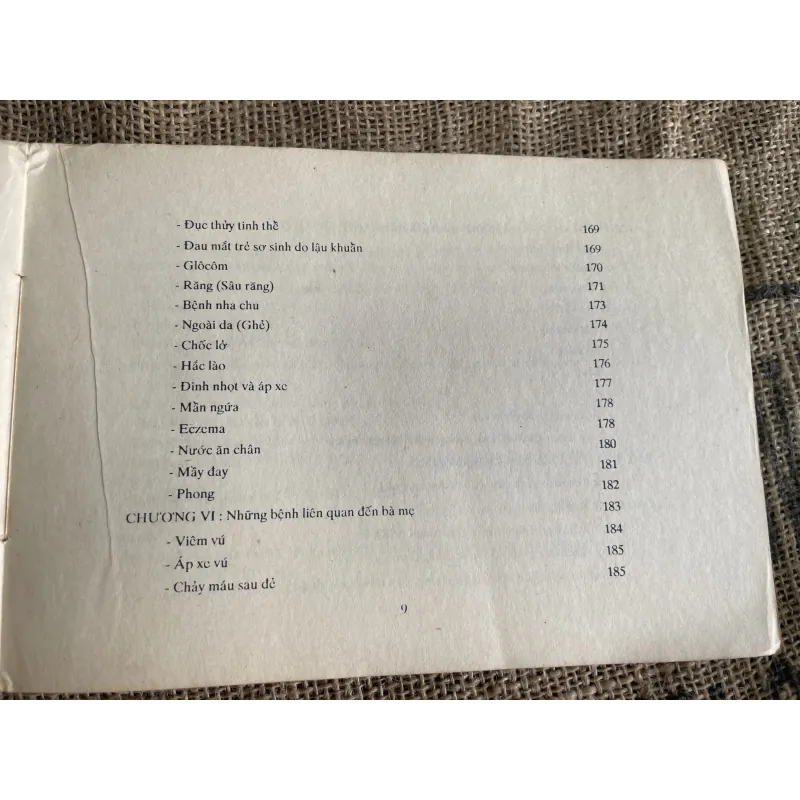 - Đục thủy tinh thể 169
- Đau mắt trẻ sơ sinh do lậu khuẩn 169
- Glôcôm 170
- Răng (Sâu răng) 171
- Bệnh nha chu 173
- Ngoài da (Ghẻ) 174
- Chốc lở 175
- Hắc lào 176
- Đinh nhọt và áp xe 177
- Mẩn ngứa 178
- Eczema 178
- Nước ăn chân 180
- Mầy đay 181
- Phong 182
CHƯƠNG VI : Những bệnh liên quan đến bà mẹ 183
- Viêm vú 184
- Áp xe vú 185
- Chảy máu sau đẻ 185
9